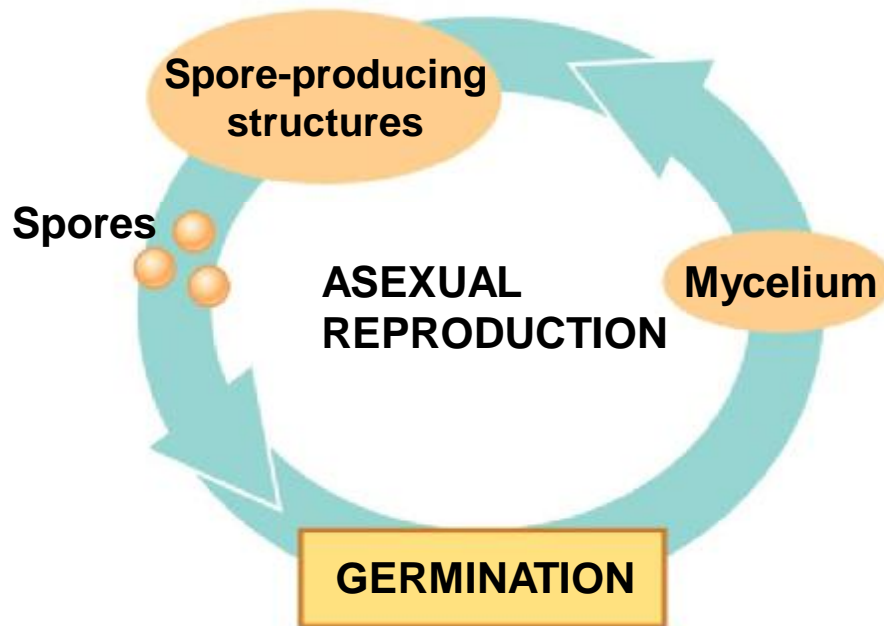 Spore-producing
structures
Spores
ASEXUAL
REPRODUCTION
Mycelium
GERMINATION